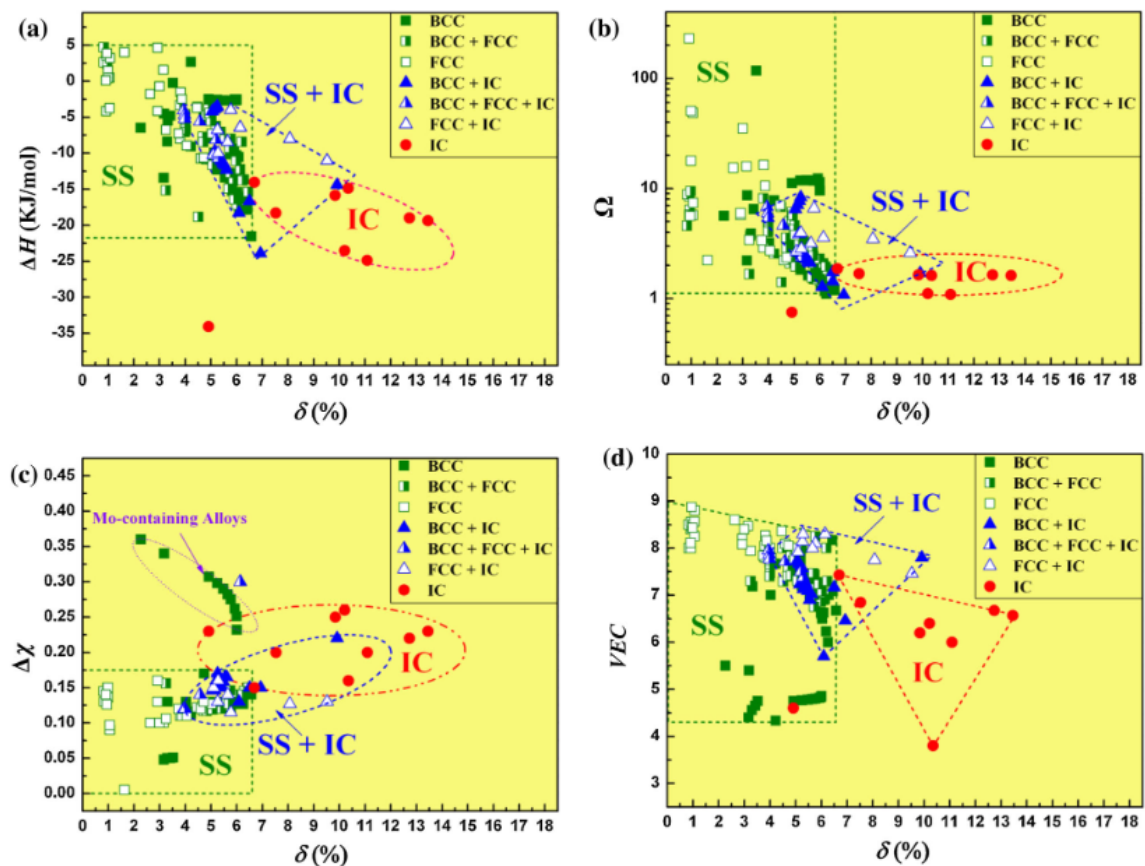 (a)
BCC
BCC + FCC
FCC
BCC + IC
BCC + FCC + IC
FCC + IC
IC
SS + IC
SS
IC
5
0
-5
-10
-15
-20
-25
-30
-35
ΔH (KJ/mol)
0 1 2 3 4 5 6 7 8 9 10 11 12 13 14 15 16 17 18
δ (%)
(b)
BCC
BCC + FCC
FCC
BCC + IC
BCC + FCC + IC
FCC + IC
IC
SS
SS + IC
IC
100
10
1
Ω
0 1 2 3 4 5 6 7 8 9 10 11 12 13 14 15 16 17 18
δ (%)
(c)
BCC
BCC + FCC
FCC
BCC + IC
BCC + FCC + IC
FCC + IC
IC
Mo-containing Alloys
IC
SS
SS + IC
0.45
0.40
0.35
0.30
0.25
0.20
0.15
0.10
0.05
0.00
Δχ
0 1 2 3 4 5 6 7 8 9 10 11 12 13 14 15 16 17 18
δ (%)
(d)
BCC
BCC + FCC
FCC
BCC + IC
BCC + FCC + IC
FCC + IC
IC
SS + IC
SS
IC
10
9
8
7
6
5
4
3
VEC
0 1 2 3 4 5 6 7 8 9 10 11 12 13 14 15 16 17 18
δ (%)